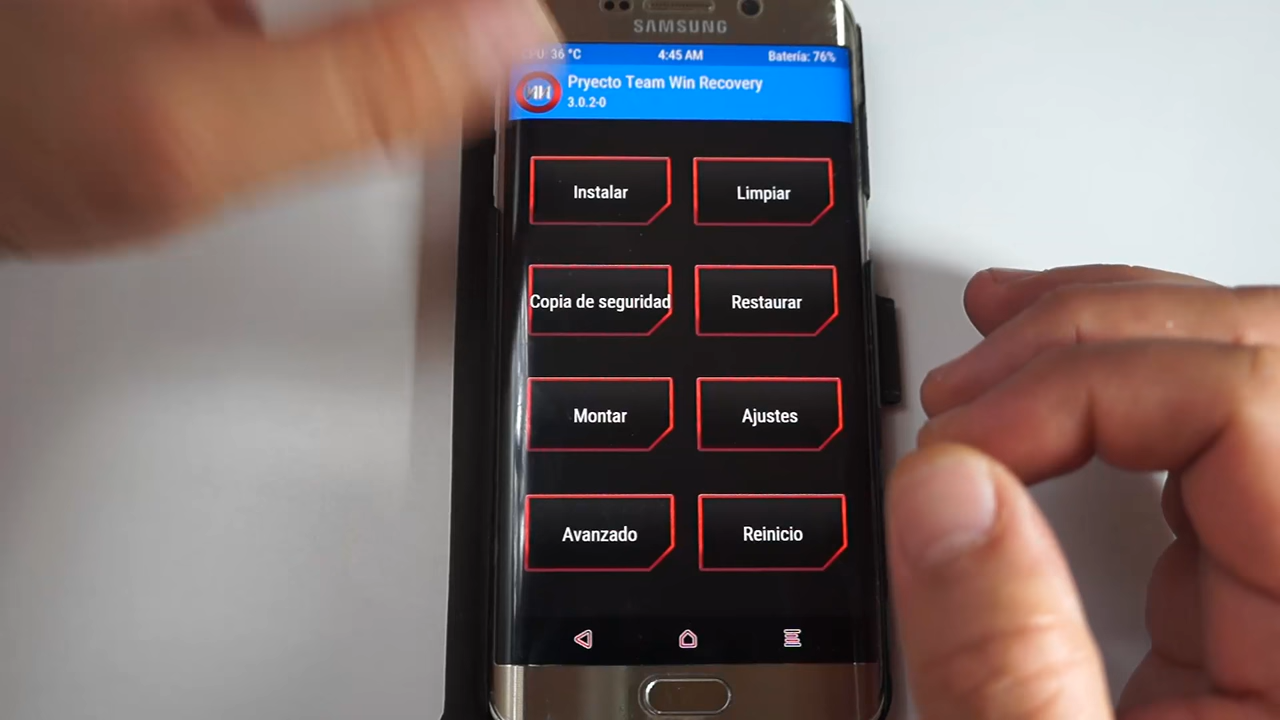 SAMSUNG
36 °C 4:45 AM Batería: 76%
Pryecto Team Win Recovery
3.0.2-0
Instalar Limpiar
Copia de seguridad Restaurar
Montar Ajustes
Avanzado Reinicio